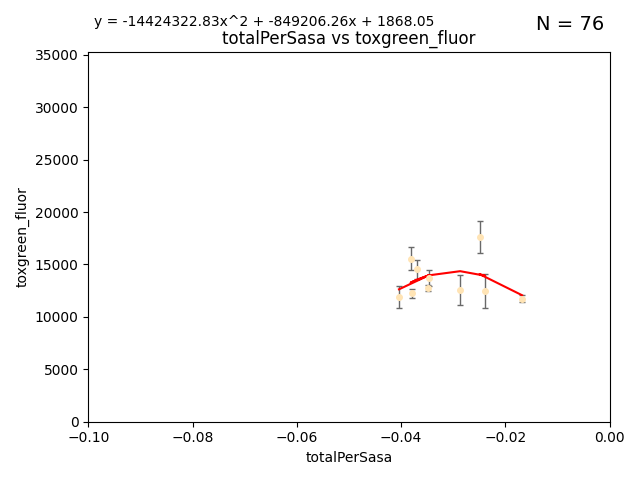 y = -14424322.83x^2 + -849206.26x + 1868.05
N = 76
totalPerSasa vs toxgreen_fluor
35000
30000
25000
20000
15000
10000
5000
0
toxgreen_fluor
−0.10 −0.08 −0.06 −0.04 −0.02 0.00
totalPerSasa